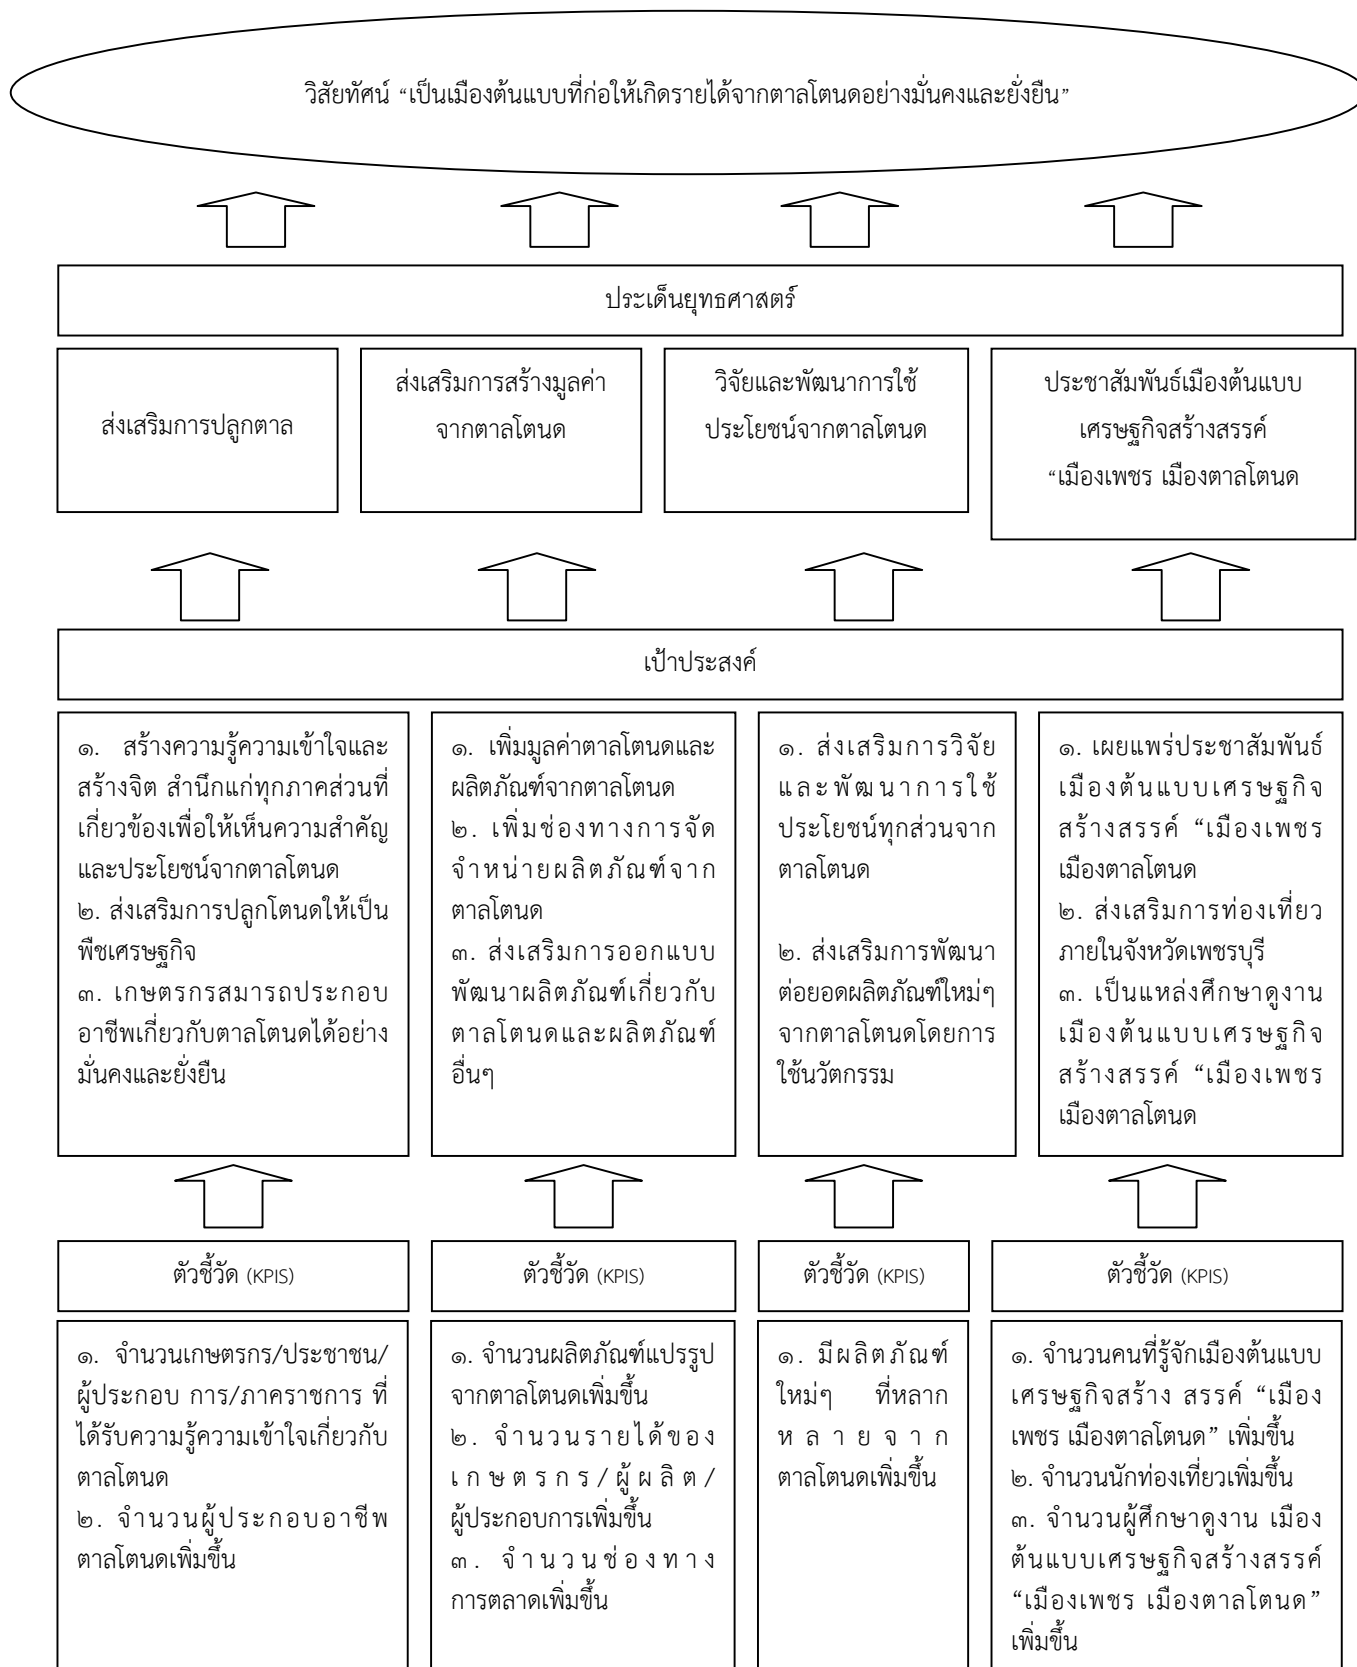 วิสัยทัศน์ “เป็นเมืองต้นแบบที่ก่อให้เกิดรายได้จากตาลโตนดอย่างมั่นคงและยั่งยืน”
ประเด็นยุทธศาสตร์
ส่งเสริมการปลูกตาล
ส่งเสริมการสร้างมูลค่า
จากตาลโตนด
วิจัยและพัฒนาการใช้
ประโยชน์จากตาลโตนด
ประชาสัมพันธ์เมืองต้นแบบ
เศรษฐกิจสร้างสรรค์
“เมืองเพชร เมืองตาลโตนด
เป้าประสงค์
๑. สร้างความรู้ความเข้าใจและ
สร้างจิต สำนึกแก่ทุกภาคส่วนที่
เกี่ยวข้องเพื่อให้เห็นความสำคัญ
และประโยชน์จากตาลโตนด
๒. ส่งเสริมการปลูกโตนดให้เป็น
พืชเศรษฐกิจ
๓. เกษตรกรสมารถประกอบ
อาชีพเกี่ยวกับตาลโตนดได้อย่าง
มั่นคงและยั่งยืน
๑. เพิ่มมูลค่าตาลโตนดและ
ผลิตภัณฑ์จากตาลโตนด
๒. เพิ่มช่องทางการจัด
จำหน่ายผลิตภัณฑ์จาก
ตาลโตนด
๓. ส่งเสริมการออกแบบ
พัฒนาผลิตภัณฑ์เกี่ยวกับ
ตาลโตนดและผลิตภัณฑ์
อื่นๆ
๑. ส่งเสริมการวิจัย
และพัฒนาการใช้
ประโยชน์ทุกส่วนจาก
ตาลโตนด
๒. ส่งเสริมการพัฒนา
ต่อยอดผลิตภัณฑ์ใหม่ๆ
จากตาลโตนดโดยการ
ใช้นวัตกรรม
๑. เผยแพร่ประชาสัมพันธ์
เมืองต้นแบบเศรษฐกิจ
สร้างสรรค์ “เมืองเพชร
เมืองตาลโตนด
๒. ส่งเสริมการท่องเที่ยว
ภายในจังหวัดเพชรบุรี
๓. เป็นแหล่งศึกษาดูงาน
เมืองต้นแบบเศรษฐกิจ
สร้างสรรค์ “เมืองเพชร
เมืองตาลโตนด
ตัวชี้วัด (KPIS)
ตัวชี้วัด (KPIS)
ตัวชี้วัด (KPIS)
ตัวชี้วัด (KPIS)
๑. จำนวนเกษตรกร/ประชาชน/
ผู้ประกอบ การ/ภาคราชการ ที่
ได้รับความรู้ความเข้าใจเกี่ยวกับ
ตาลโตนด
๒. จำนวนผู้ประกอบอาชีพ
ตาลโตนดเพิ่มขึ้น
๑. จำนวนผลิตภัณฑ์แปรรูป
จากตาลโตนดเพิ่มขึ้น
๒. จำนวนรายได้ของ
เกษตรกร/ผู้ผลิต/
ผู้ประกอบการเพิ่มขึ้น
๓. จำนวนช่องทาง
การตลาดเพิ่มขึ้น
๑. มีผลิตภัณฑ์
ใหม่ๆ ที่หลาก
หลายจาก
ตาลโตนดเพิ่มขึ้น
๑. จำนวนคนที่รู้จักเมืองต้นแบบ
เศรษฐกิจสร้าง สรรค์ “เมือง
เพชร เมืองตาลโตนด” เพิ่มขึ้น
๒. จำนวนนักท่องเที่ยวเพิ่มขึ้น
๓. จำนวนผู้ศึกษาดูงาน เมือง
ต้นแบบเศรษฐกิจสร้างสรรค์
“เมืองเพชร เมืองตาลโตนด”
เพิ่มขึ้น